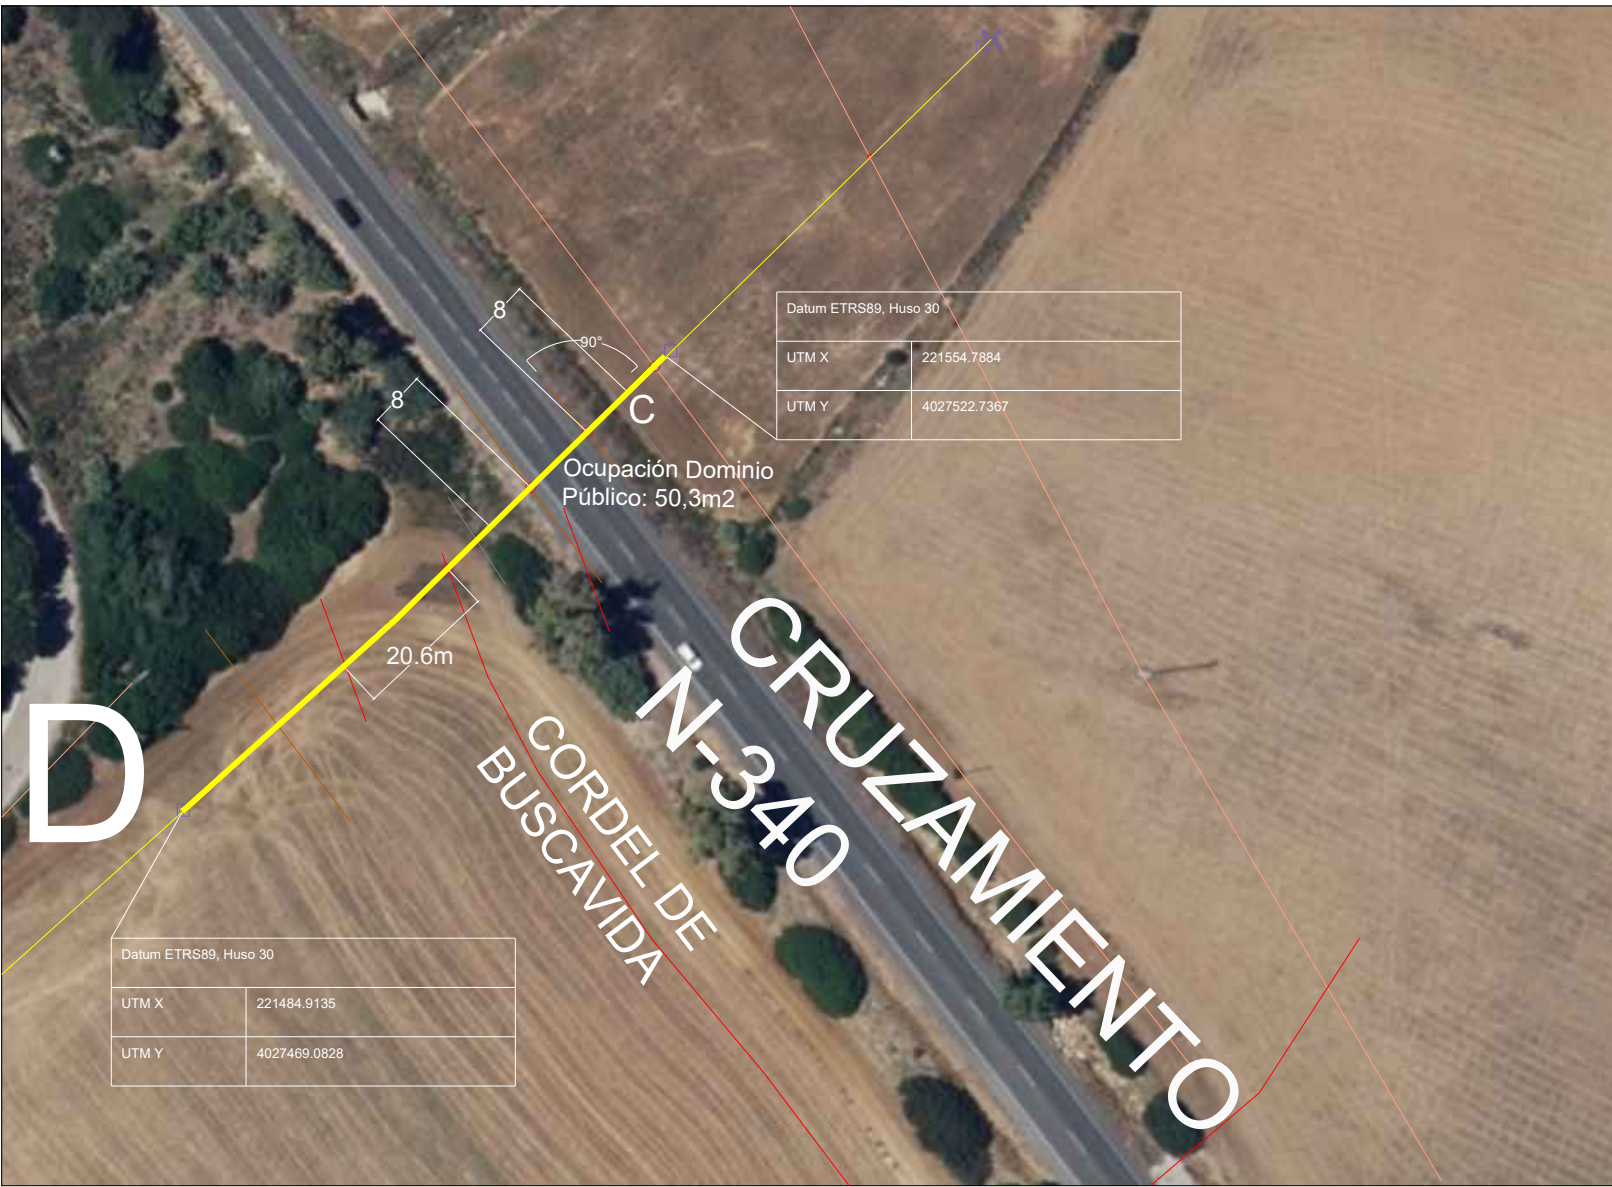 8
90°
Datum ETRS89, Huso 30
UTM X 221554.7884
UTM Y 4027522.7367
8
C
Ocupación Dominio
Público: 50,3m2
20.6m
D
CRUZAMIENTO
N-340
CORDEL DE
BUSCAVIDA
Datum ETRS89, Huso 30
UTM X 221484.9135
UTM Y 4027469.0828